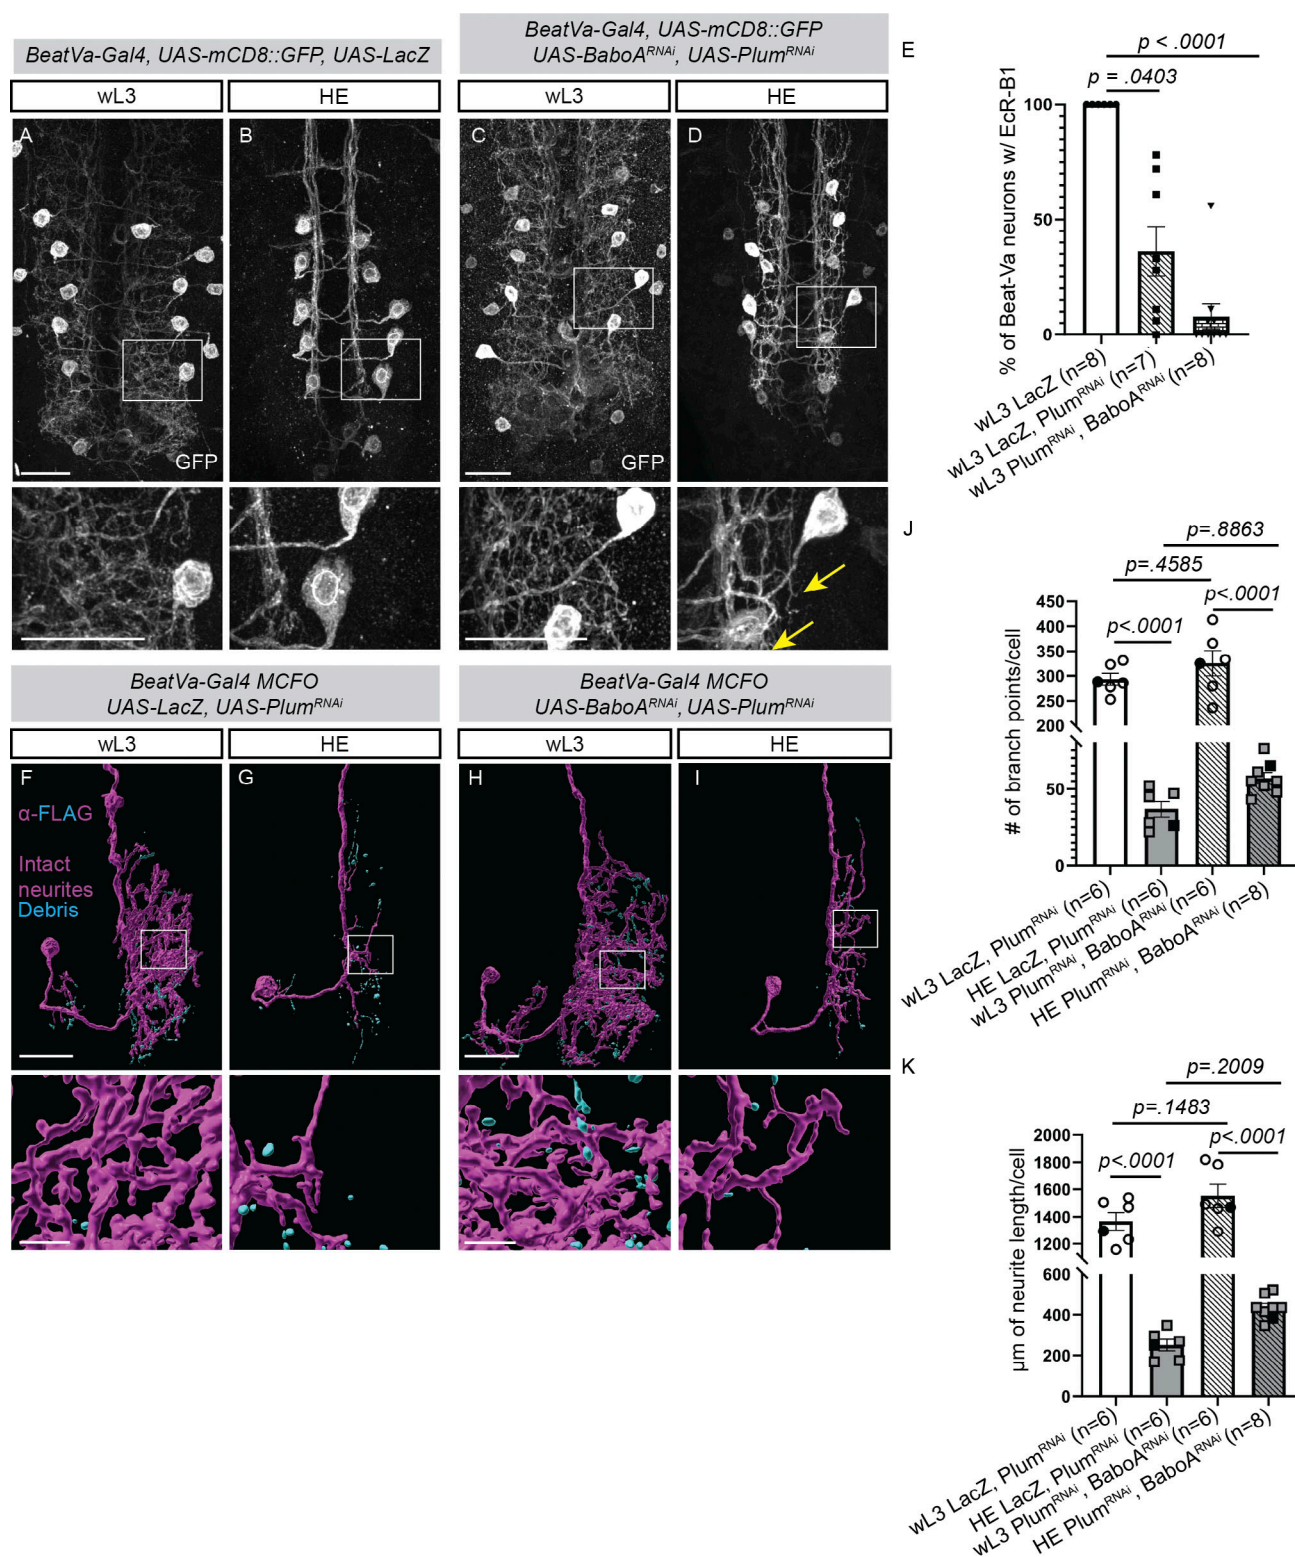 BeatVa-Gal4, UAS-mCD8::GFP, UAS-LacZ
wL3
HE
A
B
GFP
BeatVa-Gal4, UAS-mCD8::GFP
UAS-BaboA^RNAi, UAS-Plum^RNAi
wL3
HE
C
D
GFP
E
p < .0001
p = .0403
% of Beat-Va neurons w/ EcR-B1
100
50
0
wL3 LacZ (n=8)
wL3 LacZ, Plum^RNAi (n=7)
wL3 Plum^RNAi, BaboA^RNAi (n=8)
BeatVa-Gal4 MCFO
UAS-LacZ, UAS-Plum^RNAi
wL3
HE
F
α-FLAG
Intact
neurites
Debris
G
BeatVa-Gal4 MCFO
UAS-BaboA^RNAi, UAS-Plum^RNAi
wL3
HE
H
I
J
p=.8863
p=.4585
p<.0001
p<.0001
# of branch points/cell
450
400
350
300
250
200
50
0
wL3 LacZ, Plum^RNAi (n=6)
HE LacZ, Plum^RNAi (n=6)
wL3 Plum^RNAi, BaboA^RNAi (n=6)
HE Plum^RNAi, BaboA^RNAi (n=8)
K
p=.2009
p=.1483
p<.0001
p<.0001
µm of neurite length/cell
2000
1800
1600
1400
1200
600
400
200
0
wL3 LacZ, Plum^RNAi (n=6)
HE LacZ, Plum^RNAi (n=6)
wL3 Plum^RNAi, BaboA^RNAi (n=6)
HE Plum^RNAi, BaboA^RNAi (n=8)